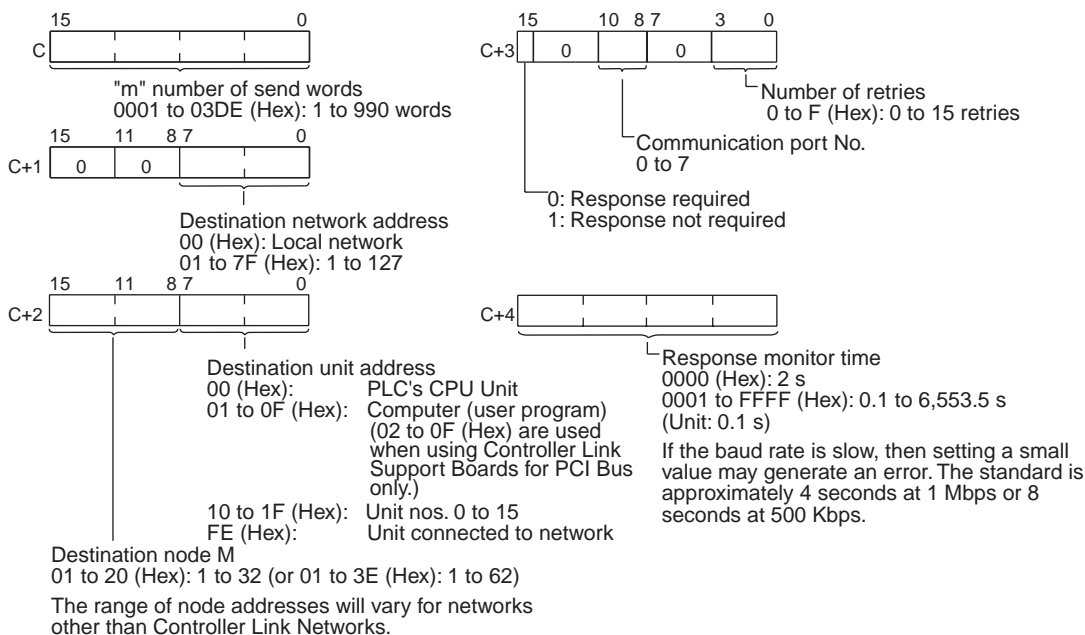 15 0
C
"m" number of send words
0001 to 03DE (Hex): 1 to 990 words
15 11 8 7 0
C+1 0 0
Destination network address
00 (Hex): Local network
01 to 7F (Hex): 1 to 127
15 11 8 7 0
C+2
Destination unit address
00 (Hex): PLC's CPU Unit
01 to 0F (Hex): Computer (user program)
(02 to 0F (Hex) are used
when using Controller Link
Support Boards for PCI Bus
only.)
10 to 1F (Hex): Unit nos. 0 to 15
FE (Hex): Unit connected to network
Destination node M
01 to 20 (Hex): 1 to 32 (or 01 to 3E (Hex): 1 to 62)
The range of node addresses will vary for networks
other than Controller Link Networks.
15 10 8 7 3 0
C+3 0 0
Number of retries
0 to F (Hex): 0 to 15 retries
Communication port No.
0 to 7
0: Response required
1: Response not required
C+4
Response monitor time
0000 (Hex): 2 s
0001 to FFFF (Hex): 0.1 to 6,553.5 s
(Unit: 0.1 s)
If the baud rate is slow, then setting a small
value may generate an error. The standard is
approximately 4 seconds at 1 Mbps or 8
seconds at 500 Kbps.